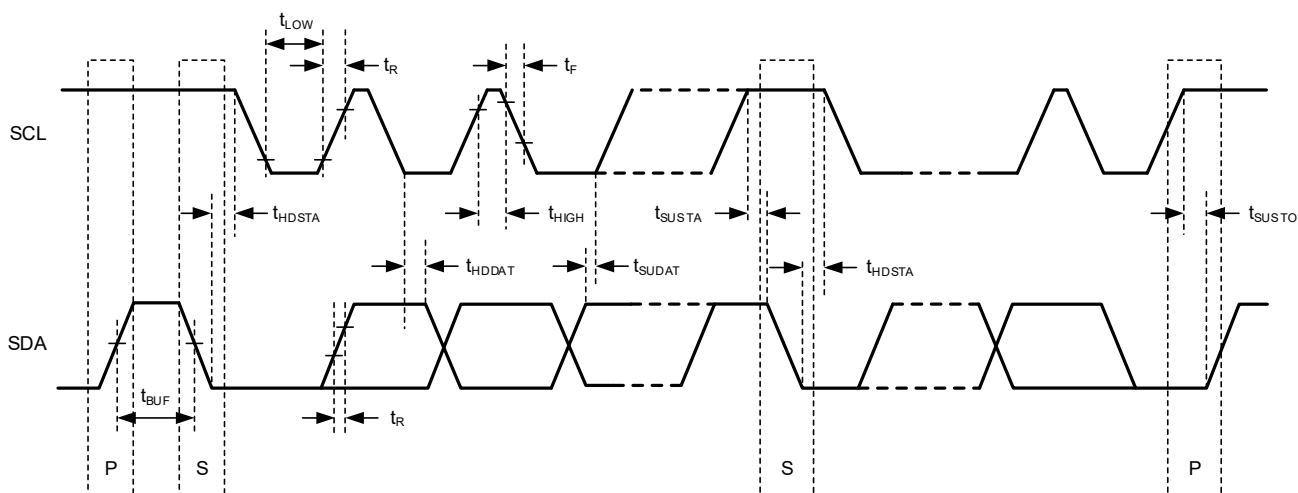 tLOW
tR
tF
SCL
tHDSTA
tHIGH
tSUSTA
tSUSTO
tHDDAT
tSUDAT
tHDSTA
SDA
tBUF
tR
P
S
S
P